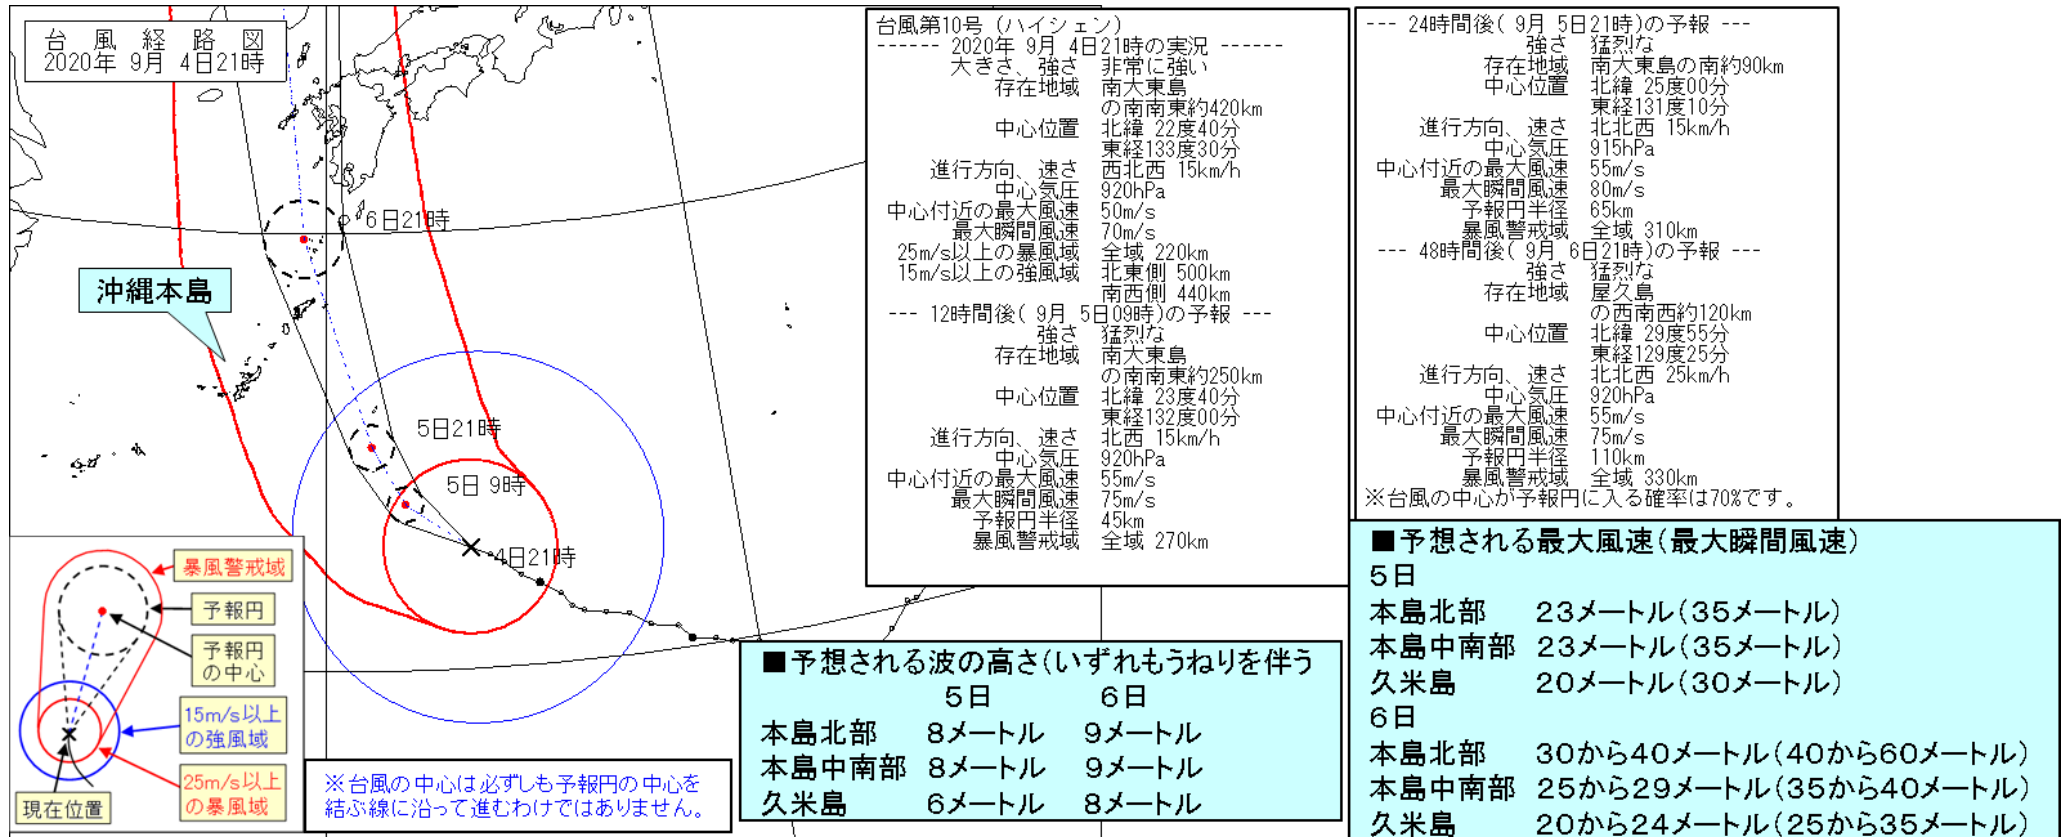 台風経路図
2020年 9月 4日21時
6日21時
沖縄本島
5日21時
5日 9時
4日21時
暴風警戒域
予報円
予報円
の中心
15m/s以上
の強風域
25m/s以上
の暴風域
現在位置
※台風の中心は必ずしも予報円の中心を
結ぶ線に沿って進むわけではありません。
台風第10号 (ハイシェン)
------ 2020年 9月 4日21時の実況 ------
大きさ、強さ 非常に強い
存在地域 南大東島
の南南東約420km
中心位置 北緯 22度40分
東経133度30分
進行方向、速さ 西北西 15km/h
中心気圧 920hPa
中心付近の最大風速 50m/s
最大瞬間風速 70m/s
25m/s以上の暴風域 全域 220km
15m/s以上の強風域 北東側 500km
南西側 440km
--- 12時間後( 9月 5日09時)の予報 ---
強さ 猛烈な
存在地域 南大東島
の南南東約250km
中心位置 北緯 23度40分
東経132度00分
進行方向、速さ 北西 15km/h
中心気圧 920hPa
中心付近の最大風速 55m/s
最大瞬間風速 75m/s
予報円半径 45km
暴風警戒域 全域 270km
--- 24時間後( 9月 5日21時)の予報 ---
強さ 猛烈な
存在地域 南大東島の南約90km
中心位置 北緯 25度00分
東経131度10分
進行方向、速さ 北北西 15km/h
中心気圧 915hPa
中心付近の最大風速 55m/s
最大瞬間風速 80m/s
予報円半径 65km
暴風警戒域 全域 310km
--- 48時間後( 9月 6日21時)の予報 ---
強さ 猛烈な
存在地域 屋久島
の西南西約120km
中心位置 北緯 29度55分
東経129度25分
進行方向、速さ 北北西 25km/h
中心気圧 920hPa
中心付近の最大風速 55m/s
最大瞬間風速 75m/s
予報円半径 110km
暴風警戒域 全域 330km
※台風の中心が予報円に入る確率は70%です。
■予想される波の高さ(いずれもうねりを伴う
5日 6日
本島北部 8メートル 9メートル
本島中南部 8メートル 9メートル
久米島 6メートル 8メートル
■予想される最大風速(最大瞬間風速)
5日
本島北部 23メートル(35メートル)
本島中南部 23メートル(35メートル)
久米島 20メートル(30メートル)
6日
本島北部 30から40メートル(40から60メートル)
本島中南部 25から29メートル(35から40メートル)
久米島 20から24メートル(25から35メートル)